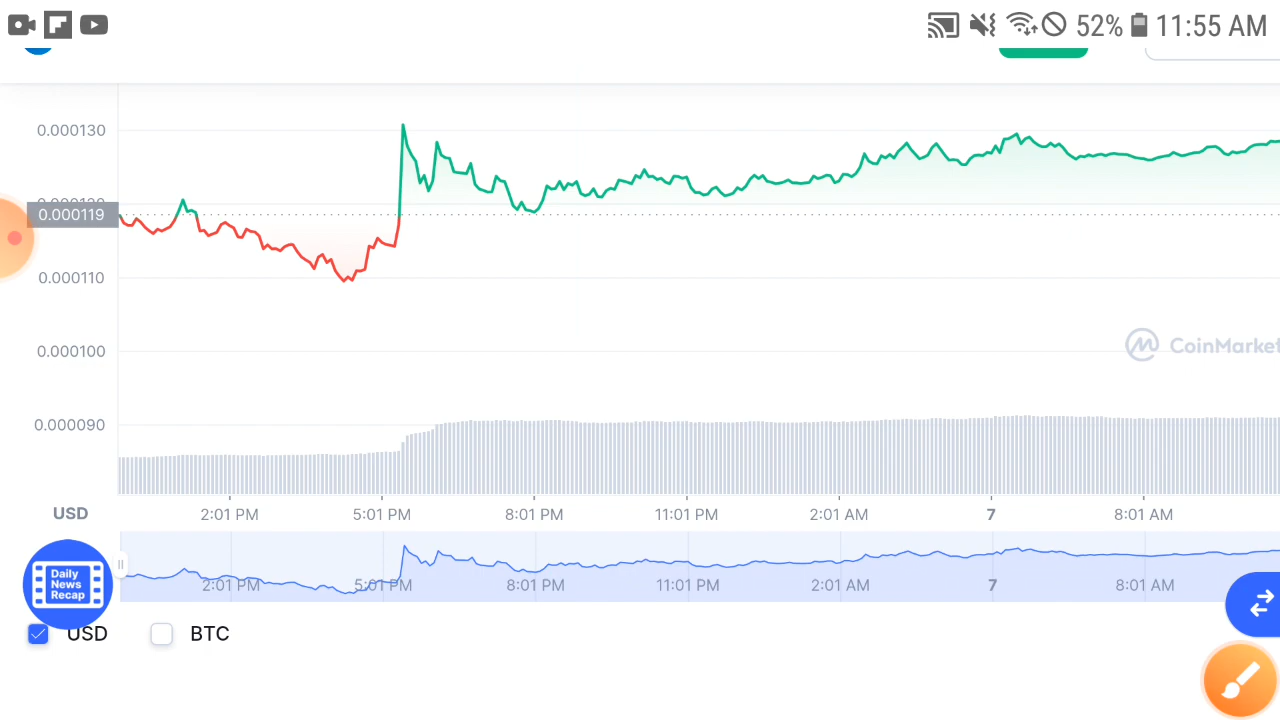 52% 11:55 AM
0.000130
0.000119
0.000110
0.000100
CoinMarket
0.000090
USD 2:01 PM 5:01 PM 8:01 PM 11:01 PM 2:01 AM 7 8:01 AM
2:01 PM 5:01 PM 8:01 PM 11:01 PM 2:01 AM 7 8:01 AM
Daily
News
Recap
USD BTC